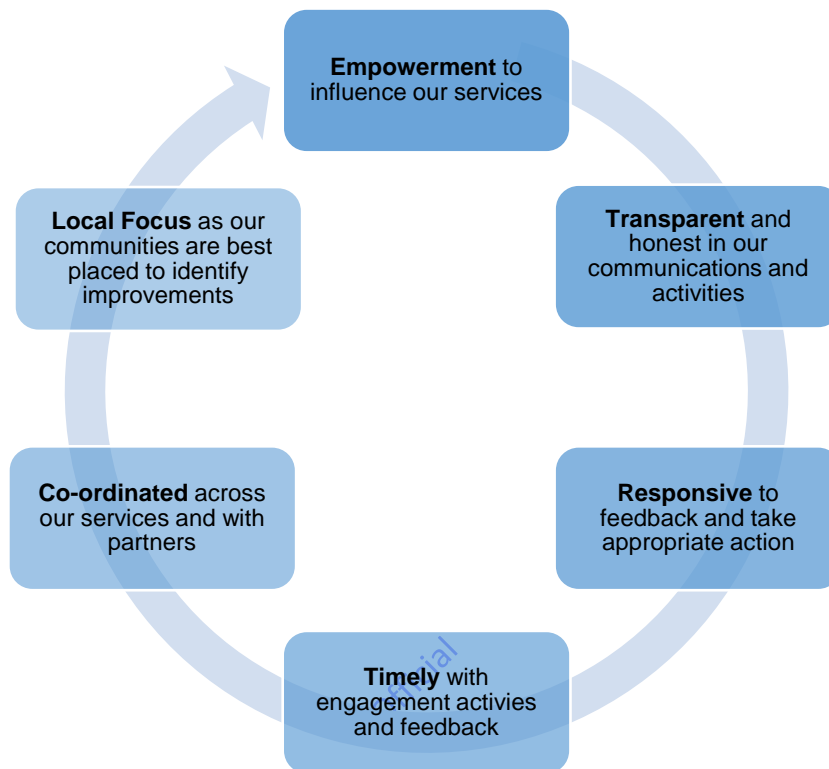 Empowerment to
influence our services
Transparent and
honest in our
communications and
activities
Responsive to
feedback and take
appropriate action
Timely with
engagement activies
and feedback
Co-ordinated across
our services and with
partners
Local Focus as our
communities are best
placed to identify
improvements